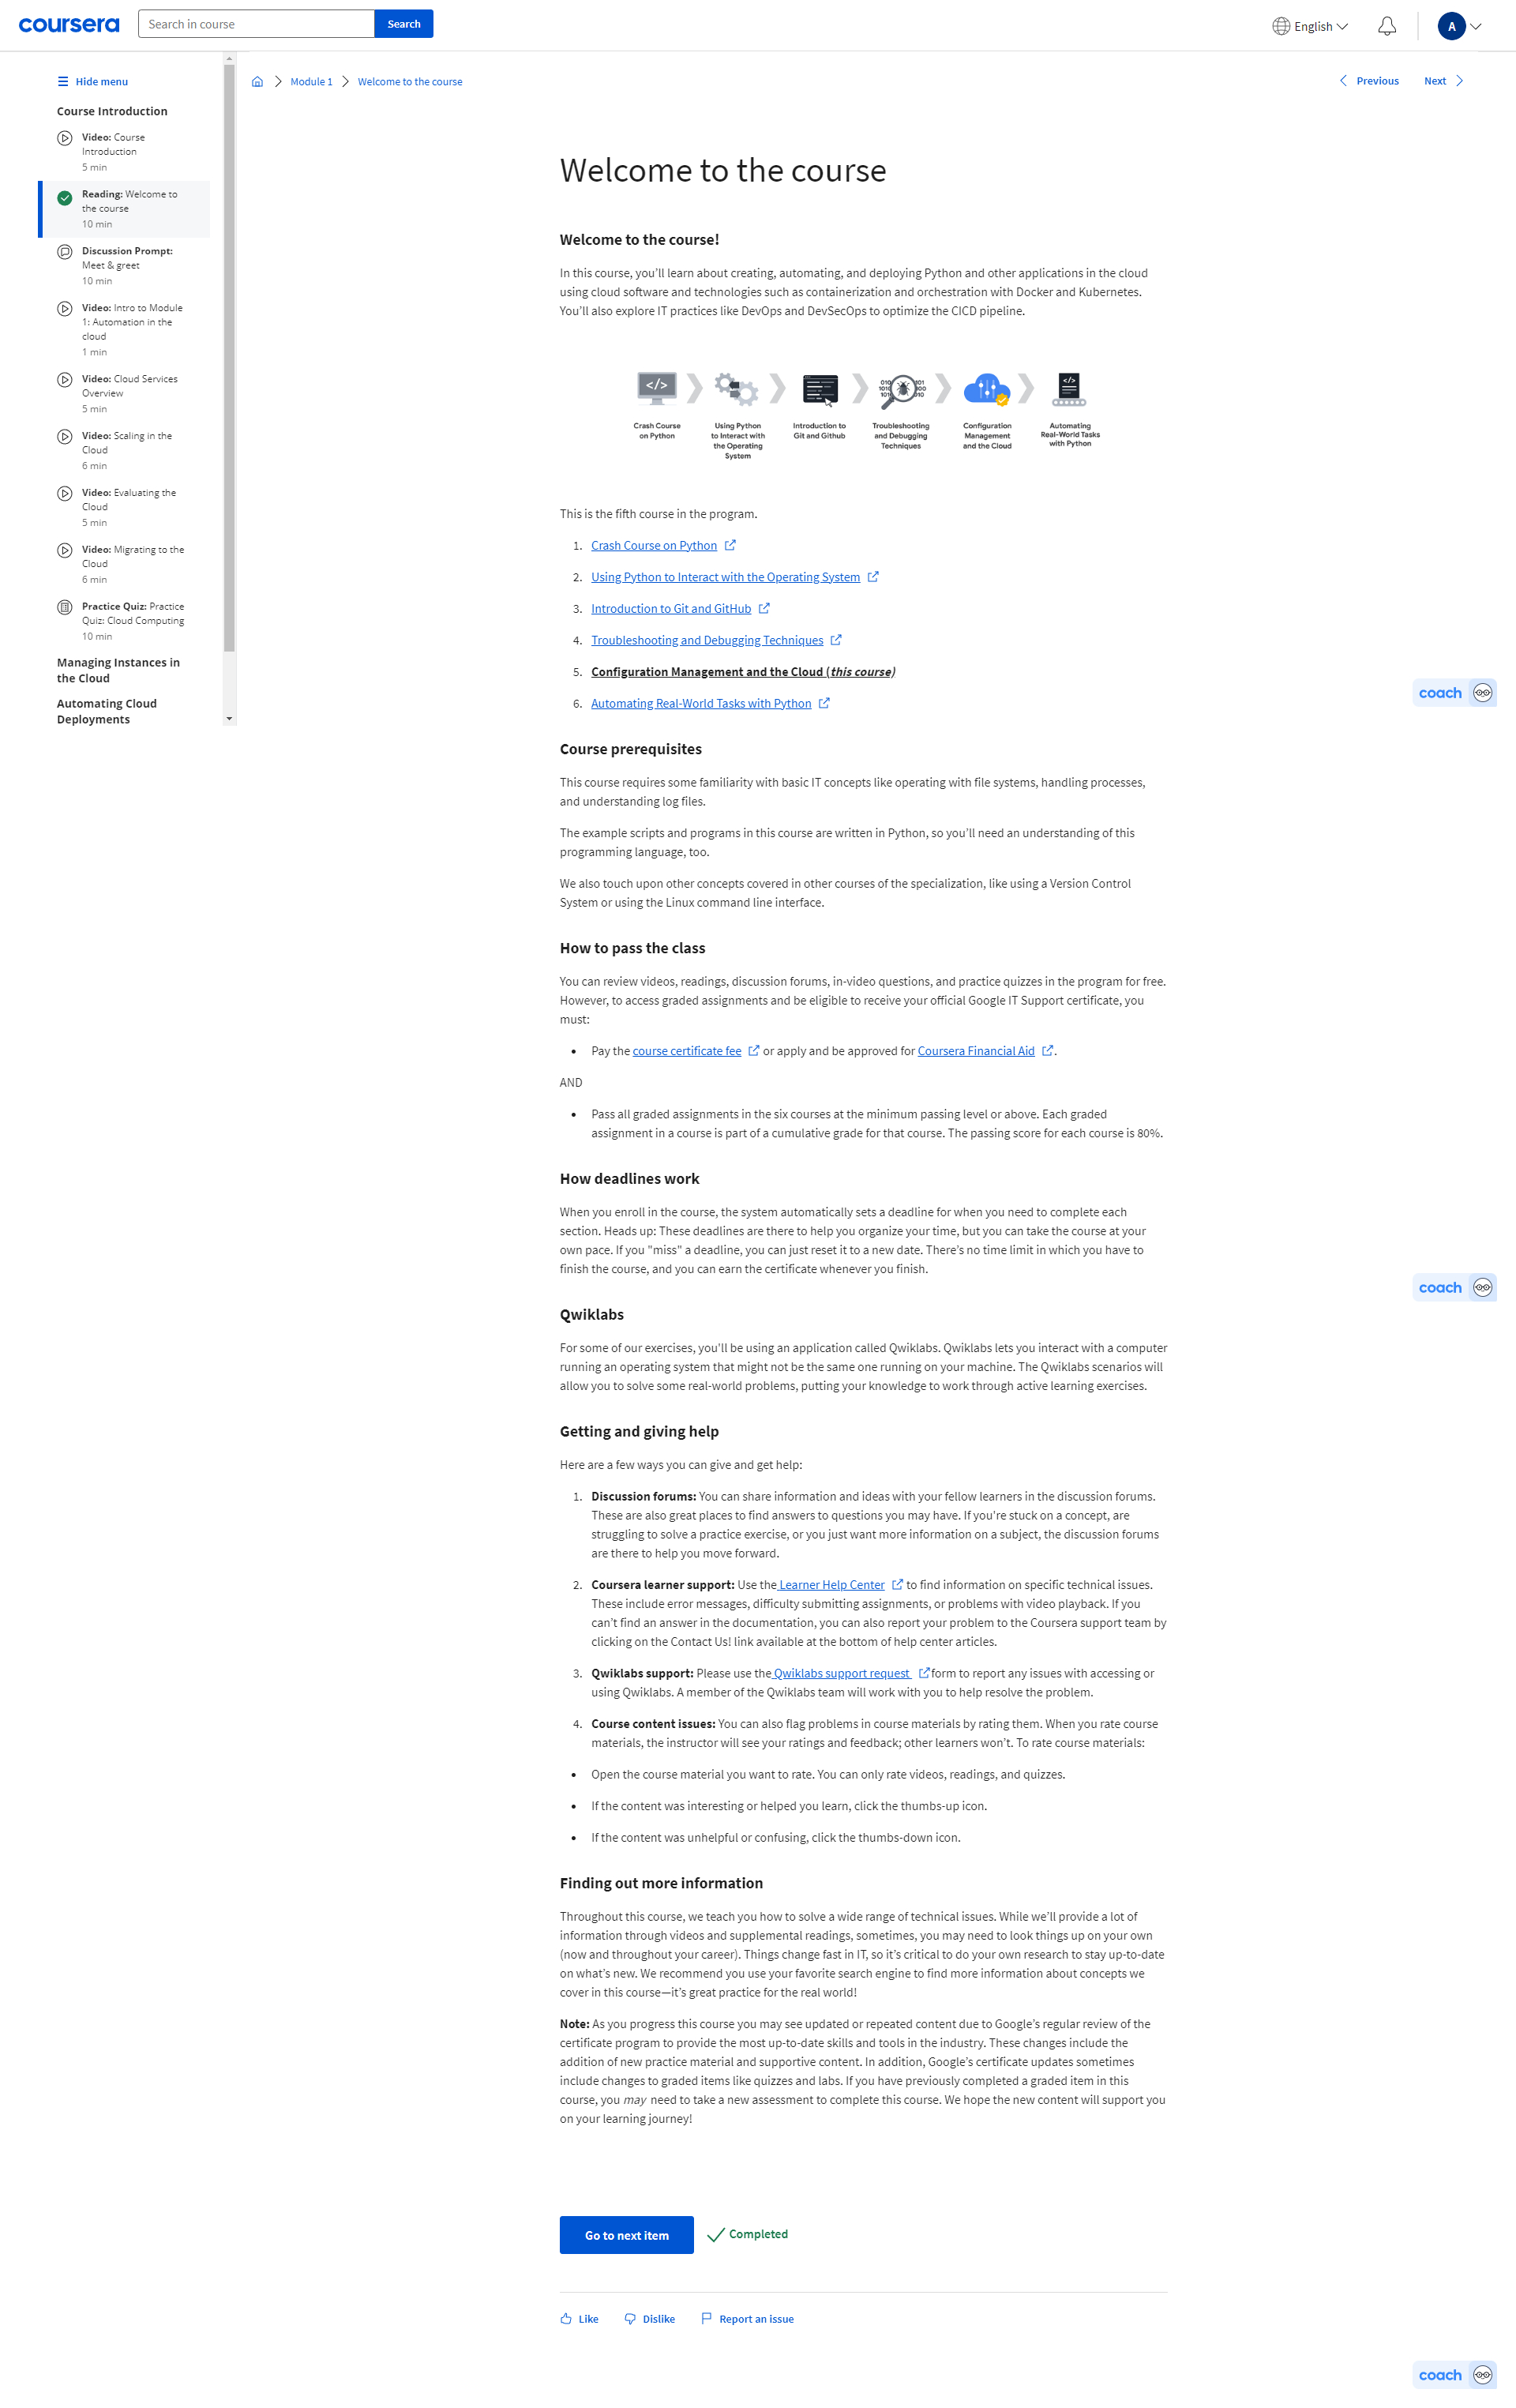 coursera
Search in course
Search
English
A
Hide menu
Module 1
Welcome to the course
Previous
Next
Course Introduction
Video: Course
Introduction
5 min
Reading: Welcome to
the course
10 min
Discussion Prompt:
Meet & greet
10 min
Video: Intro to Module
1: Automation in the
cloud
1 min
Video: Cloud Services
Overview
5 min
Video: Scaling in the
Cloud
6 min
Video: Evaluating the
Cloud
5 min
Video: Migrating to the
Cloud
6 min
Practice Quiz: Practice
Quiz: Cloud Computing
10 min
Managing Instances in
the Cloud
Automating Cloud
Deployments
Welcome to the course
Welcome to the course!
In this course, you’ll learn about creating, automating, and deploying Python and other applications in the cloud
using cloud software and technologies such as containerization and orchestration with Docker and Kubernetes.
You’ll also explore IT practices like DevOps and DevSecOps to optimize the CICD pipeline.
Crash Course
on Python
Using Python
to Interact with
the Operating
System
Introduction to
Git and Github
Troubleshooting
and Debugging
Techniques
Configuration
Management
and the Cloud
Automating
Real-World Tasks
with Python
This is the fifth course in the program.
1. Crash Course on Python
2. Using Python to Interact with the Operating System
3. Introduction to Git and GitHub
4. Troubleshooting and Debugging Techniques
5. Configuration Management and the Cloud (this course)
6. Automating Real-World Tasks with Python
coach
Course prerequisites
This course requires some familiarity with basic IT concepts like operating with file systems, handling processes,
and understanding log files.
The example scripts and programs in this course are written in Python, so you’ll need an understanding of this
programming language, too.
We also touch upon other concepts covered in other courses of the specialization, like using a Version Control
System or using the Linux command line interface.
How to pass the class
You can review videos, readings, discussion forums, in-video questions, and practice quizzes in the program for free.
However, to access graded assignments and be eligible to receive your official Google IT Support certificate, you
must:
• Pay the course certificate fee or apply and be approved for Coursera Financial Aid .
AND
• Pass all graded assignments in the six courses at the minimum passing level or above. Each graded
assignment in a course is part of a cumulative grade for that course. The passing score for each course is 80%.
How deadlines work
When you enroll in the course, the system automatically sets a deadline for when you need to complete each
section. Heads up: These deadlines are there to help you organize your time, but you can take the course at your
own pace. If you "miss" a deadline, you can just reset it to a new date. There’s no time limit in which you have to
finish the course, and you can earn the certificate whenever you finish.
coach
Qwiklabs
For some of our exercises, you'll be using an application called Qwiklabs. Qwiklabs lets you interact with a computer
running an operating system that might not be the same one running on your machine. The Qwiklabs scenarios will
allow you to solve some real-world problems, putting your knowledge to work through active learning exercises.
Getting and giving help
Here are a few ways you can give and get help:
1. Discussion forums: You can share information and ideas with your fellow learners in the discussion forums.
These are also great places to find answers to questions you may have. If you're stuck on a concept, are
struggling to solve a practice exercise, or you just want more information on a subject, the discussion forums
are there to help you move forward.
2. Coursera learner support: Use the Learner Help Center to find information on specific technical issues.
These include error messages, difficulty submitting assignments, or problems with video playback. If you
can’t find an answer in the documentation, you can also report your problem to the Coursera support team by
clicking on the Contact Us! link available at the bottom of help center articles.
3. Qwiklabs support: Please use the Qwiklabs support request form to report any issues with accessing or
using Qwiklabs. A member of the Qwiklabs team will work with you to help resolve the problem.
4. Course content issues: You can also flag problems in course materials by rating them. When you rate course
materials, the instructor will see your ratings and feedback; other learners won’t. To rate course materials:
• Open the course material you want to rate. You can only rate videos, readings, and quizzes.
• If the content was interesting or helped you learn, click the thumbs-up icon.
• If the content was unhelpful or confusing, click the thumbs-down icon.
Finding out more information
Throughout this course, we teach you how to solve a wide range of technical issues. While we’ll provide a lot of
information through videos and supplemental readings, sometimes, you may need to look things up on your own
(now and throughout your career). Things change fast in IT, so it’s critical to do your own research to stay up-to-date
on what’s new. We recommend you use your favorite search engine to find more information about concepts we
cover in this course—it’s great practice for the real world!
Note: As you progress this course you may see updated or repeated content due to Google’s regular review of the
certificate program to provide the most up-to-date skills and tools in the industry. These changes include the
addition of new practice material and supportive content. In addition, Google’s certificate updates sometimes
include changes to graded items like quizzes and labs. If you have previously completed a graded item in this
course, you may need to take a new assessment to complete this course. We hope the new content will support you
on your learning journey!
Go to next item
Completed
Like
Dislike
Report an issue
coach